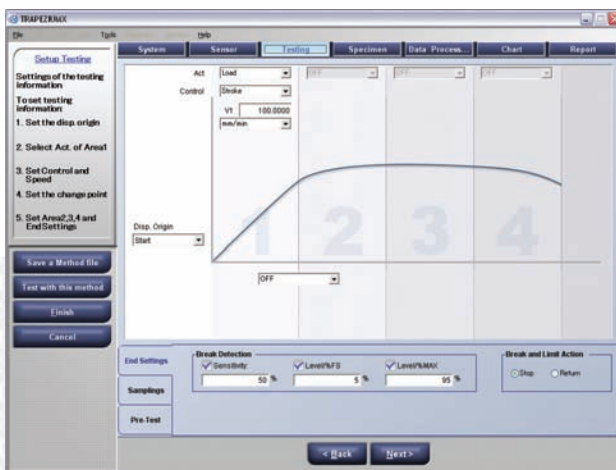 TRAPEZIUMX
File Tools Help
System Sensor Testing Specimen Data Process... Chart Report
Setup Testing
Settings of the testing
information
To set testing
information:
1. Set the disp. origin
2. Select Act. of Area1
3. Set Control and
Speed
4. Set the change point
5. Set Area2,3,4 and
End Settings
Save a Method file
Test with this method
Finish
Cancel
Act Load OFF OFF OFF
Control Stroke
V1 100.0000
mm/min
1 2 3 4
Disp. Origin
Start
OFF
End Settings
Samplings
Pre-Test
Break Detection
Sensitivity: Level/%FS Level/%MAX
50 % 5 % 95 %
Break and Limit Action
Stop Return
< Back Next>